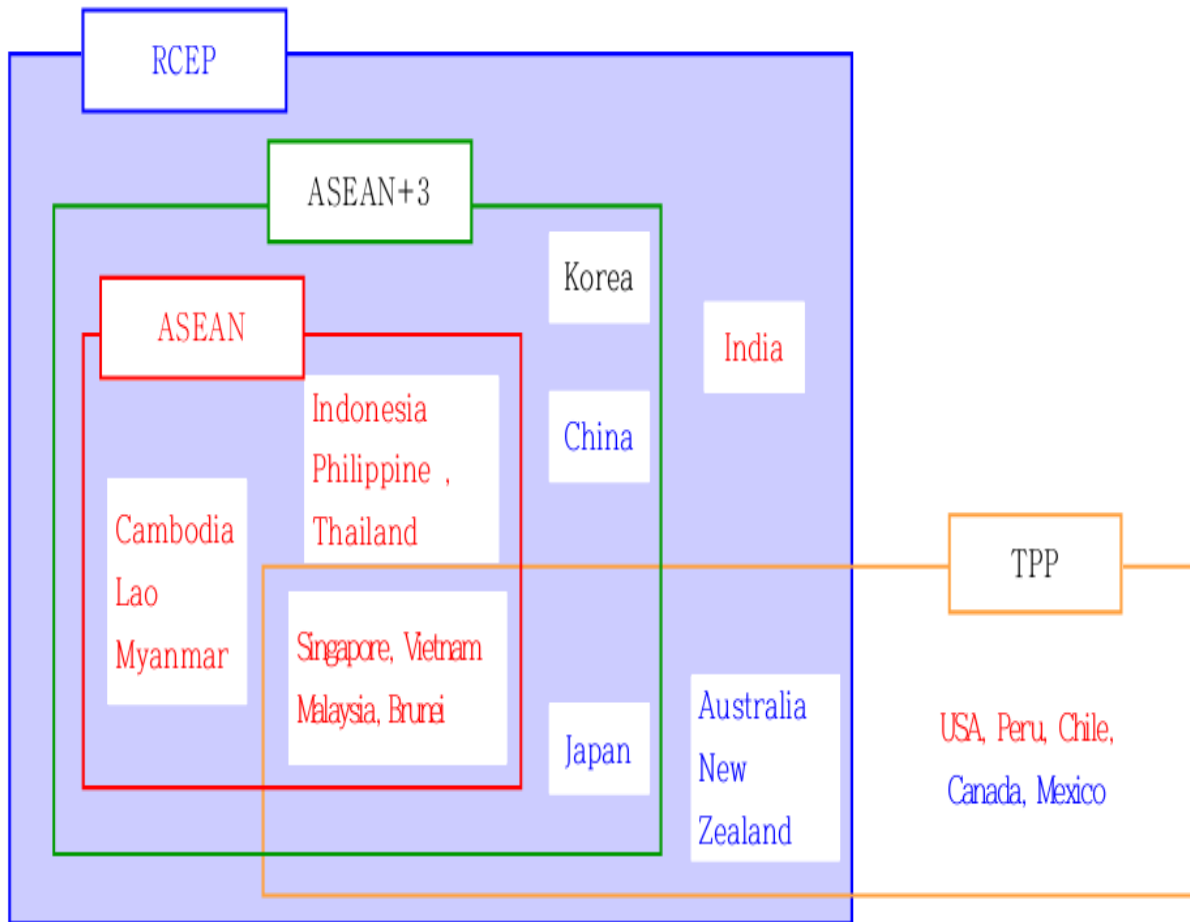 RCEP
ASEAN+3
Korea
ASEAN
India
Indonesia
Philippine ,
Thailand
China
Cambodia
Lao
Myanmar
TPP
Singapore, Vietnam
Malaysia, Brunei
Japan
Australia
New
Zealand
USA, Peru, Chile,
Canada, Mexico